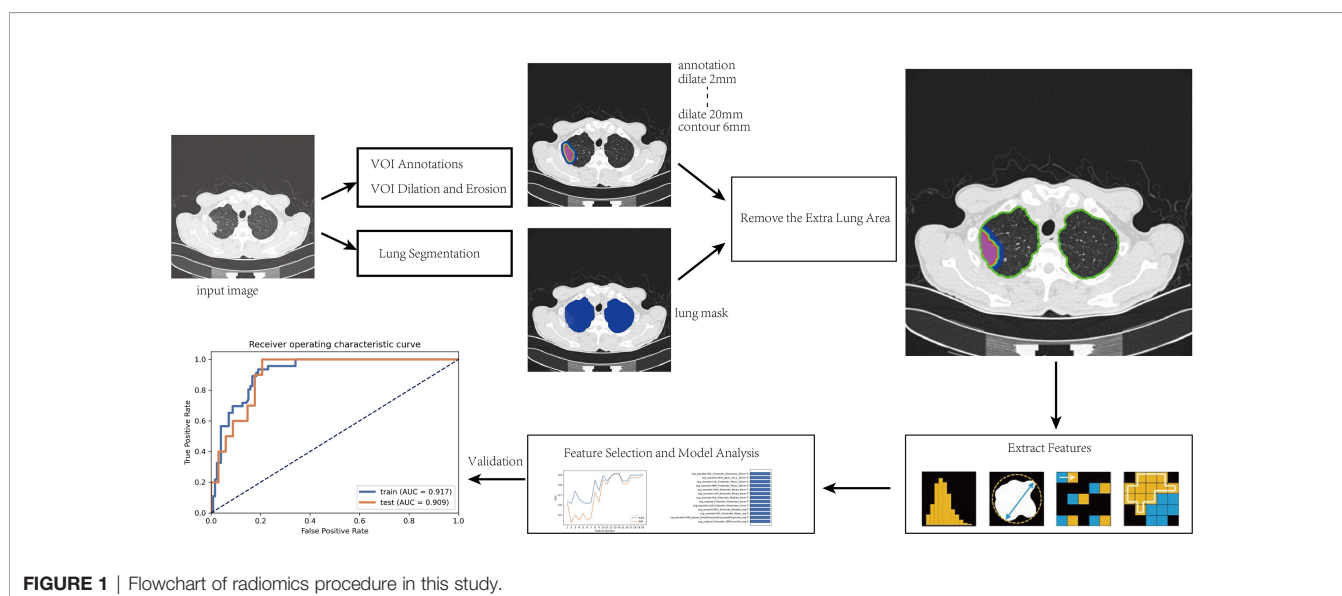 annotation
dilate 2mm
dilate 20mm
contour 6mm
VOI Annotations
VOI Dilation and Erosion
Remove the Extra Lung Area
Lung Segmentation
input image
lung mask
Receiver operating characteristic curve
True Positive Rate
1.0
0.8
0.6
0.4
0.2
0.0
0.0 0.2 0.4 0.6 0.8 1.0
False Positive Rate
train (AUC = 0.917)
test (AUC = 0.909)
Validation
Feature Selection and Model Analysis
Extract Features
FIGURE 1 | Flowchart of radiomics procedure in this study.